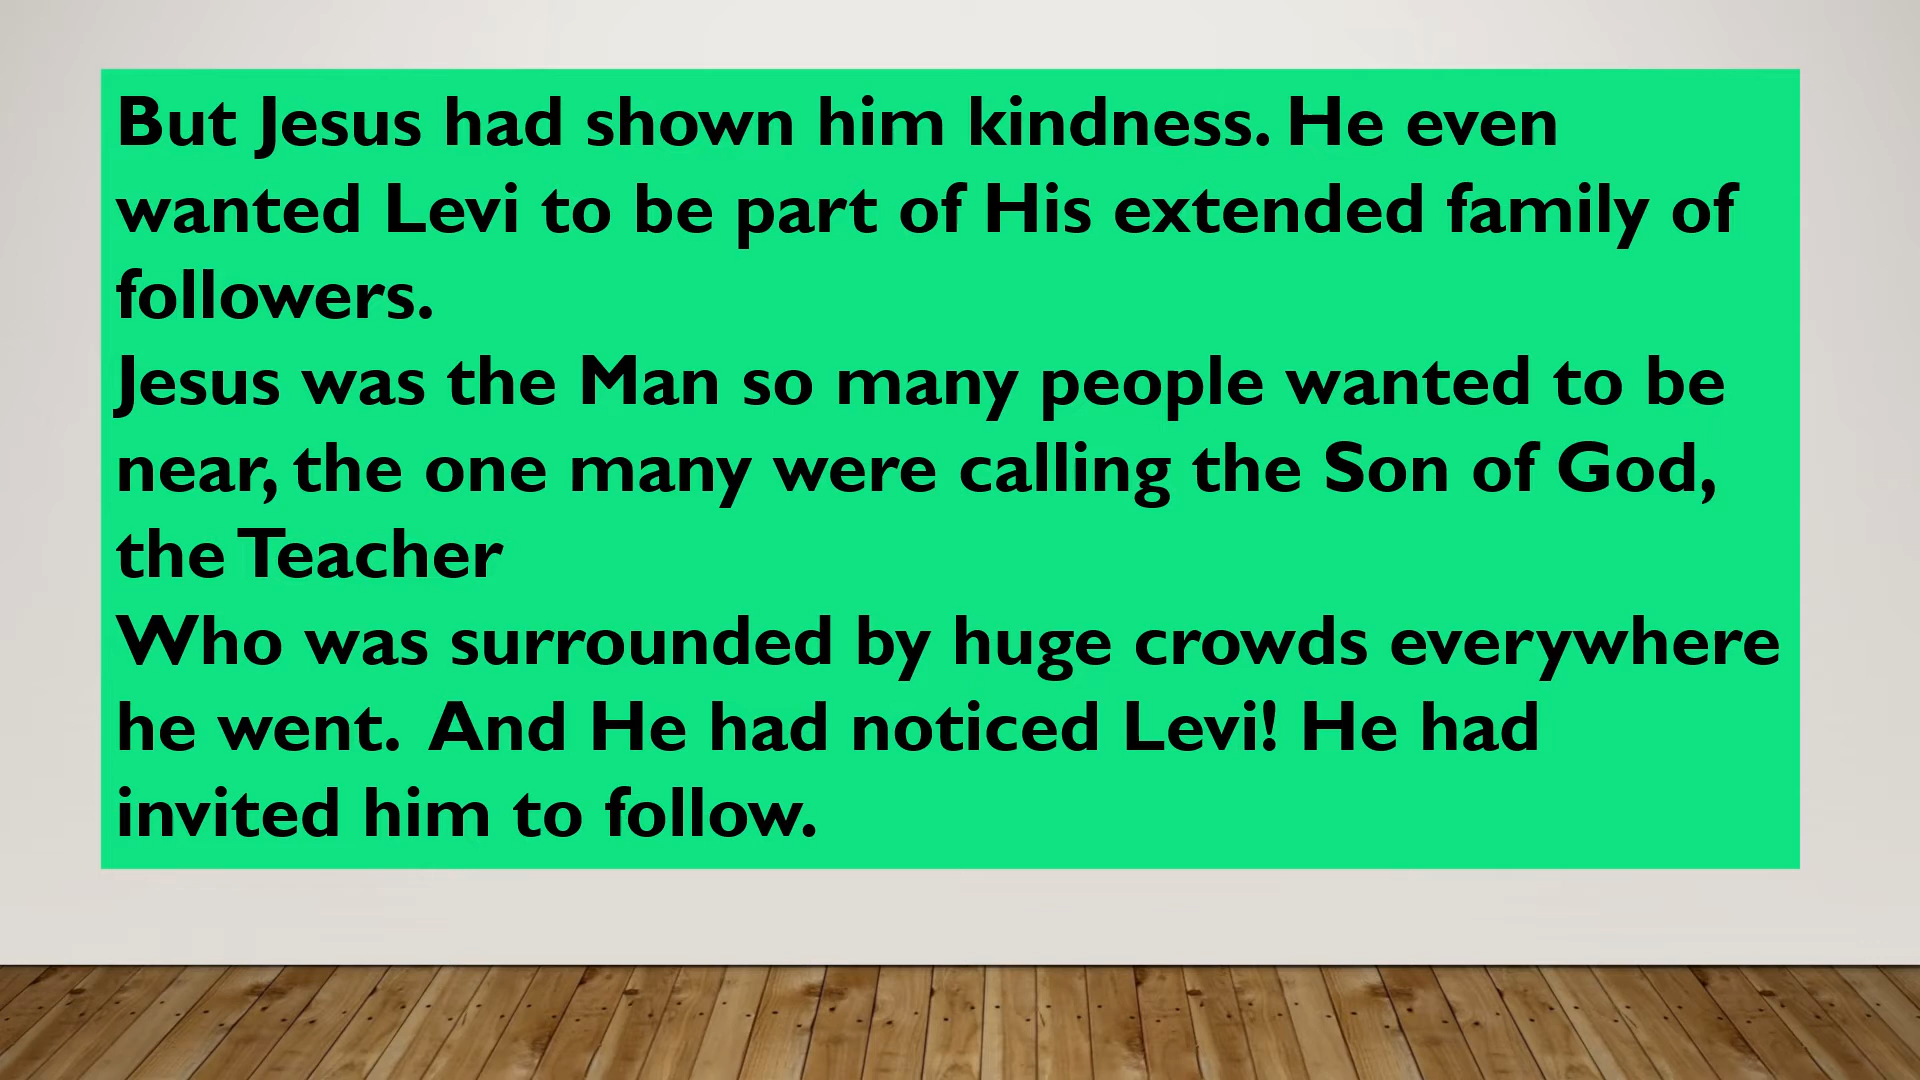 But Jesus had shown him kindness. He even
wanted Levi to be part of His extended family of
followers.
Jesus was the Man so many people wanted to be
near, the one many were calling the Son of God,
the Teacher
Who was surrounded by huge crowds everywhere
he went.  And He had noticed Levi! He had
invited him to follow.